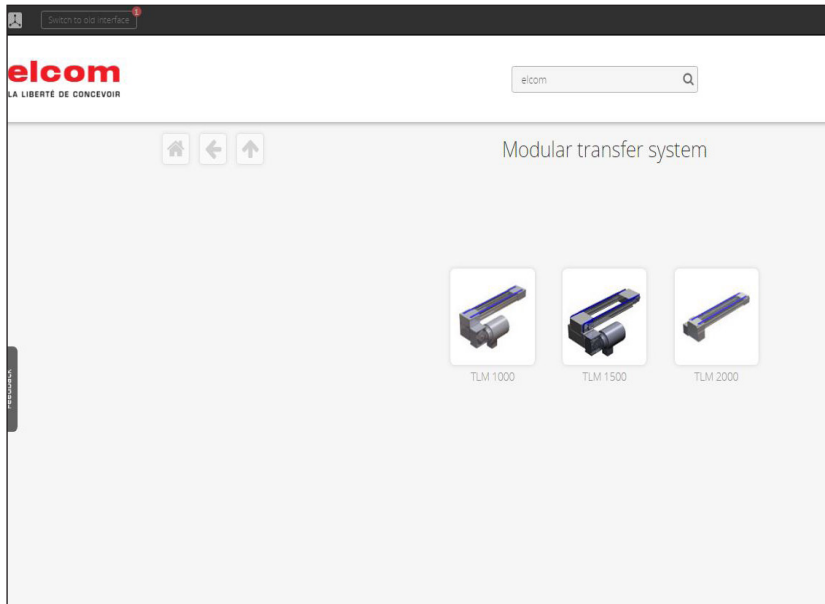 Switch to old interface
1
elcom
LA LIBERTÉ DE CONCEVOIR
elcom
Modular transfer system
TLM 1000
TLM 1500
TLM 2000
Feedback